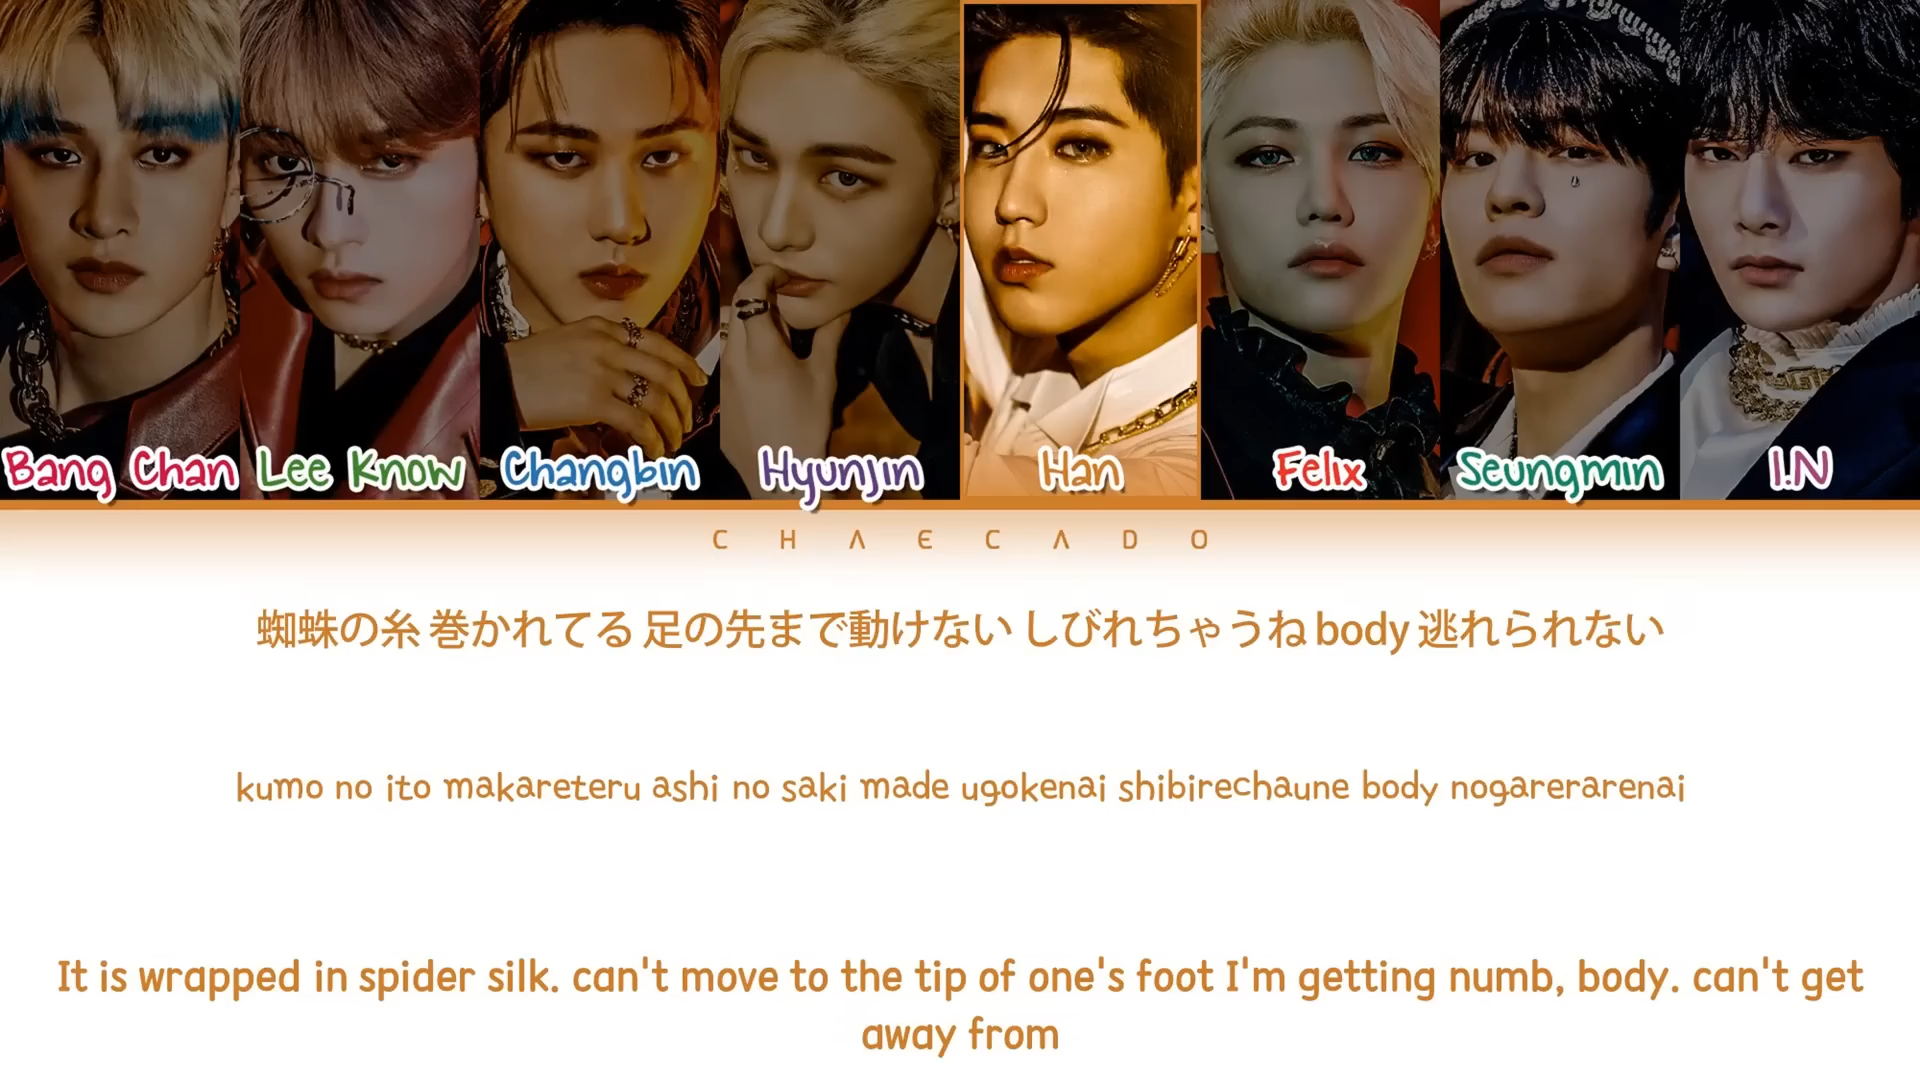 Bang Chan Lee Know Changbin Hyunjin Han Felix Seungmin I.N
CHAECADO
蜘蛛の糸 巻かれてる 足の先まで動けない しびれちゃうね body 逃れられない
kumo no ito makareteru ashi no saki made ugokenai shibirechaune body nogarerarenai
It is wrapped in spider silk. can't move to the tip of one's foot I'm getting numb, body. can't get
away from